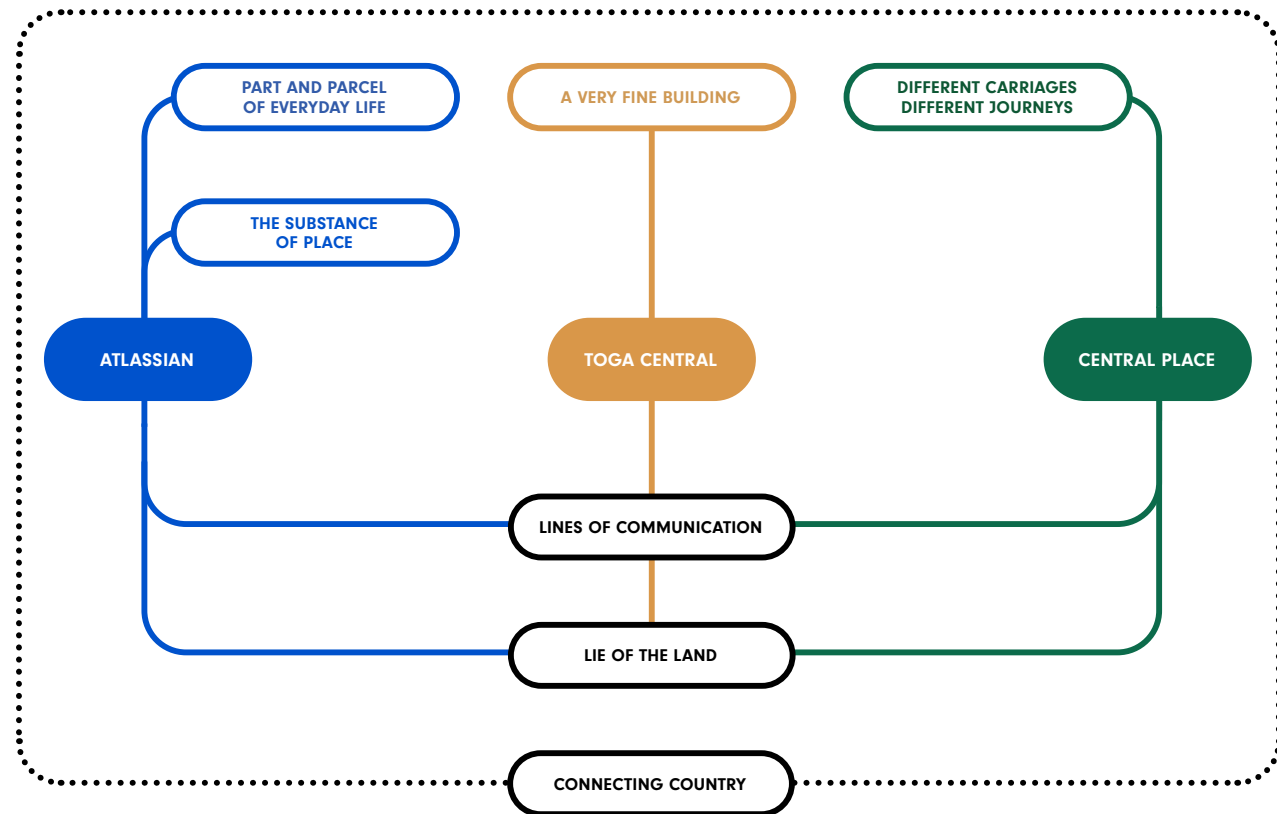 PART AND PARCEL
OF EVERYDAY LIFE
A VERY FINE BUILDING
DIFFERENT CARRIAGES
DIFFERENT JOURNEYS
THE SUBSTANCE
OF PLACE
ATLASSIAN
TOGA CENTRAL
CENTRAL PLACE
LINES OF COMMUNICATION
LIE OF THE LAND
CONNECTING COUNTRY